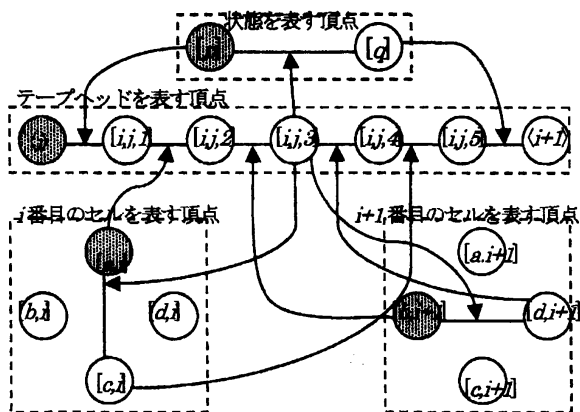 状態を表す頂点
[q]
テープヘッドを表す頂点
[i,j,1] [i,j,2] [i,j,3] [i,j,4] [i,j,5] ⟨i+1⟩
i番目のセルを表す頂点
i+1番目のセルを表す頂点
[a.i+1]
[b,i] [d,i] [d,i+1]
[c,i] [c,i+1]